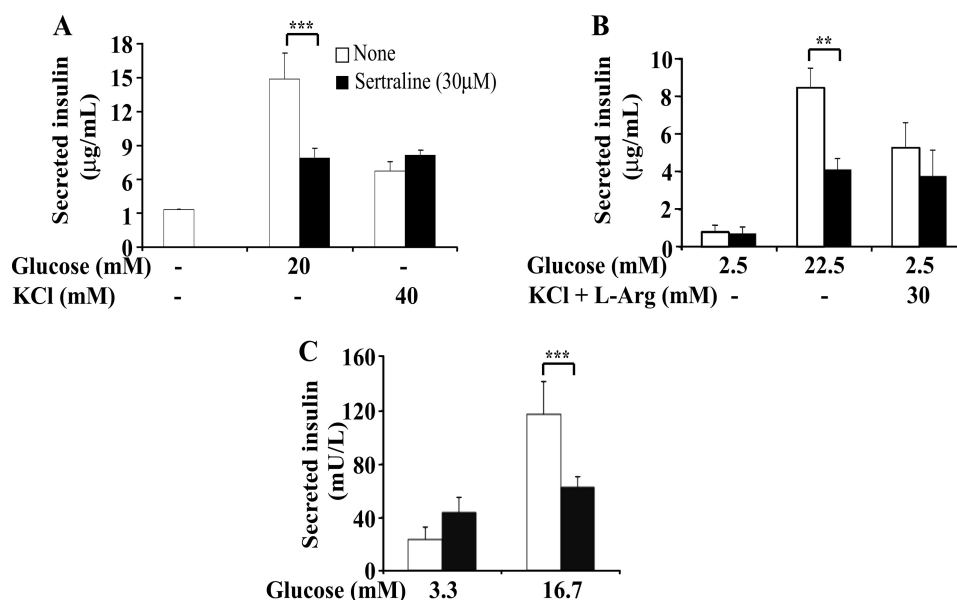 A
Secreted insulin
(μg/mL)
18
15
12
9
6
1
0
***
None
Sertraline (30μM)
Glucose (mM) - 20 -
KCl (mM) - - 40
B
Secreted insulin
(μg/mL)
10
8
6
4
2
0
**
Glucose (mM) 2.5 22.5 2.5
KCl + L-Arg (mM) - - 30
C
Secreted insulin
(mU/L)
160
120
80
40
0
***
Glucose (mM) 3.3 16.7